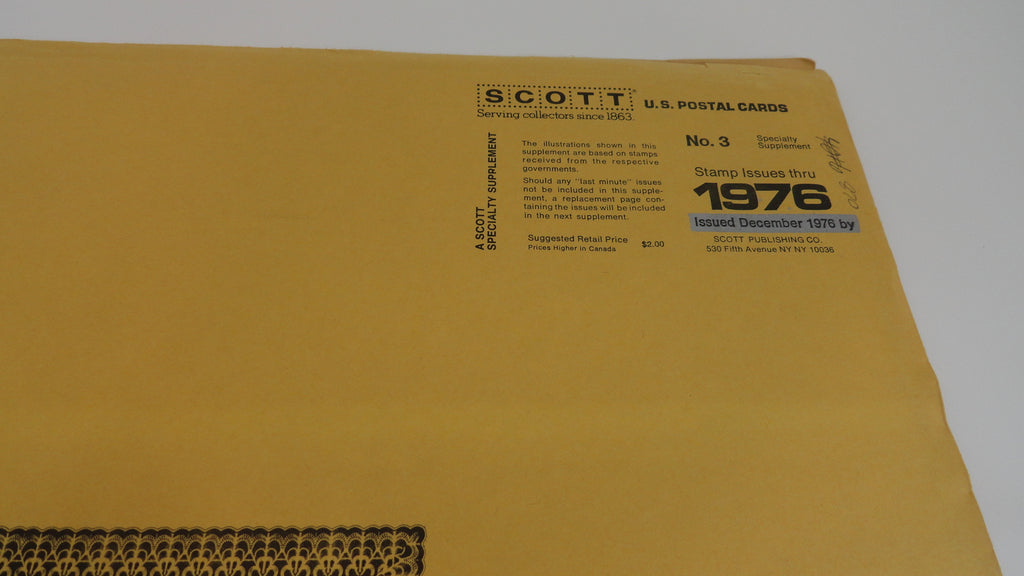 SCOTT
U.S. POSTAL CARDS
Serving collectors since 1863.
A SCOTT
SPECIALTY SUPPLEMENT
The illustrations shown in this
supplement are based on stamps
received from the respective
governments.
Should any "last minute" issues
not be included in this supple-
ment, a replacement page con-
taining the issues will be included
in the next supplement.
Suggested Retail Price $2.00
Prices Higher in Canada
No. 3
Specialty
Supplement
Stamp Issues thru
1976
Issued December 1976 by
SCOTT PUBLISHING CO.
530 Fifth Avenue NY NY 10036